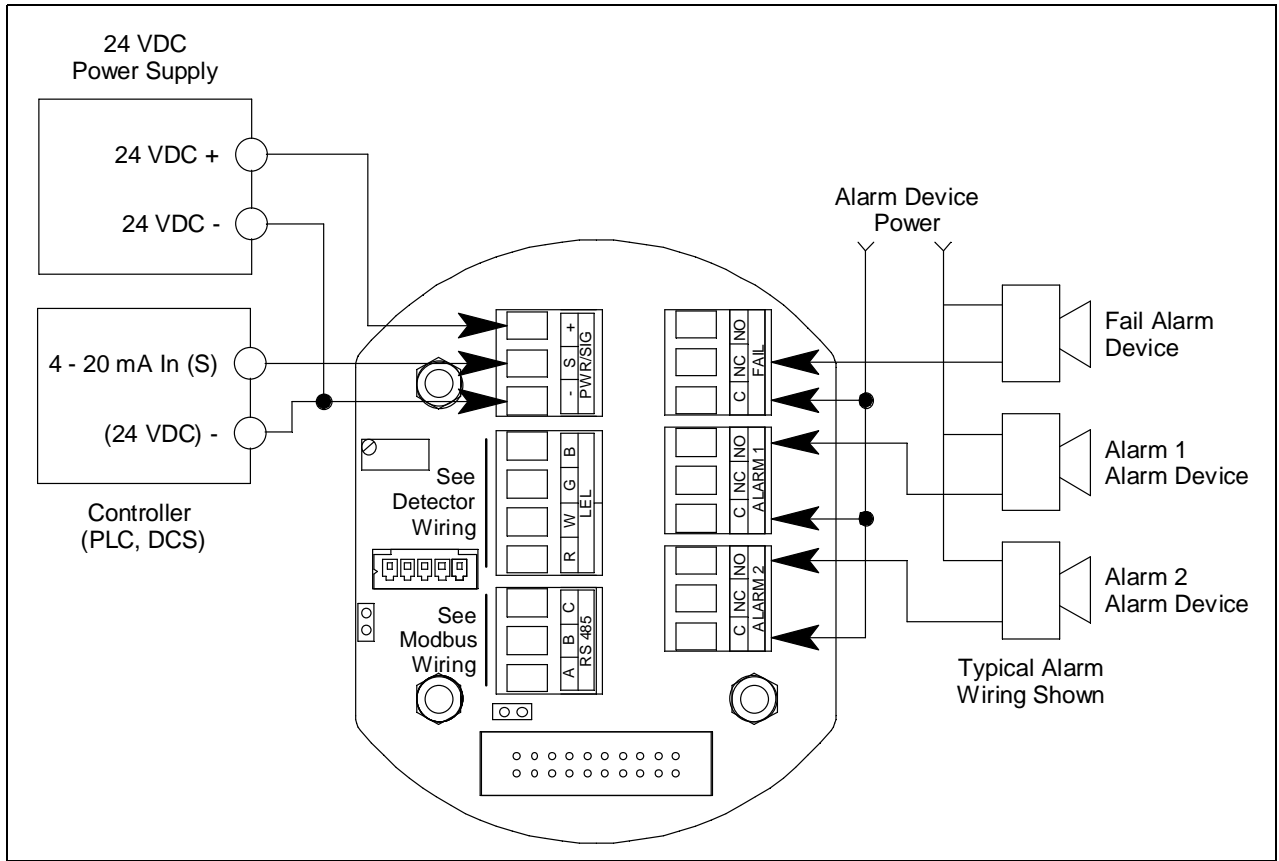 24 VDC
Power Supply
24 VDC +
24 VDC -
4 - 20 mA In (S)
(24 VDC) -
Controller
(PLC, DCS)
+
S
-
PWR/SIG
See
Detector
Wiring
B
G
W
R
LEL
See
Modbus
Wiring
C
B
A
RS 485
Alarm Device
Power
NO
NC
C
FAIL
NO
NC
C
ALARM 1
NO
NC
C
ALARM 2
Fail Alarm
Device
Alarm 1
Alarm Device
Alarm 2
Alarm Device
Typical Alarm
Wiring Shown